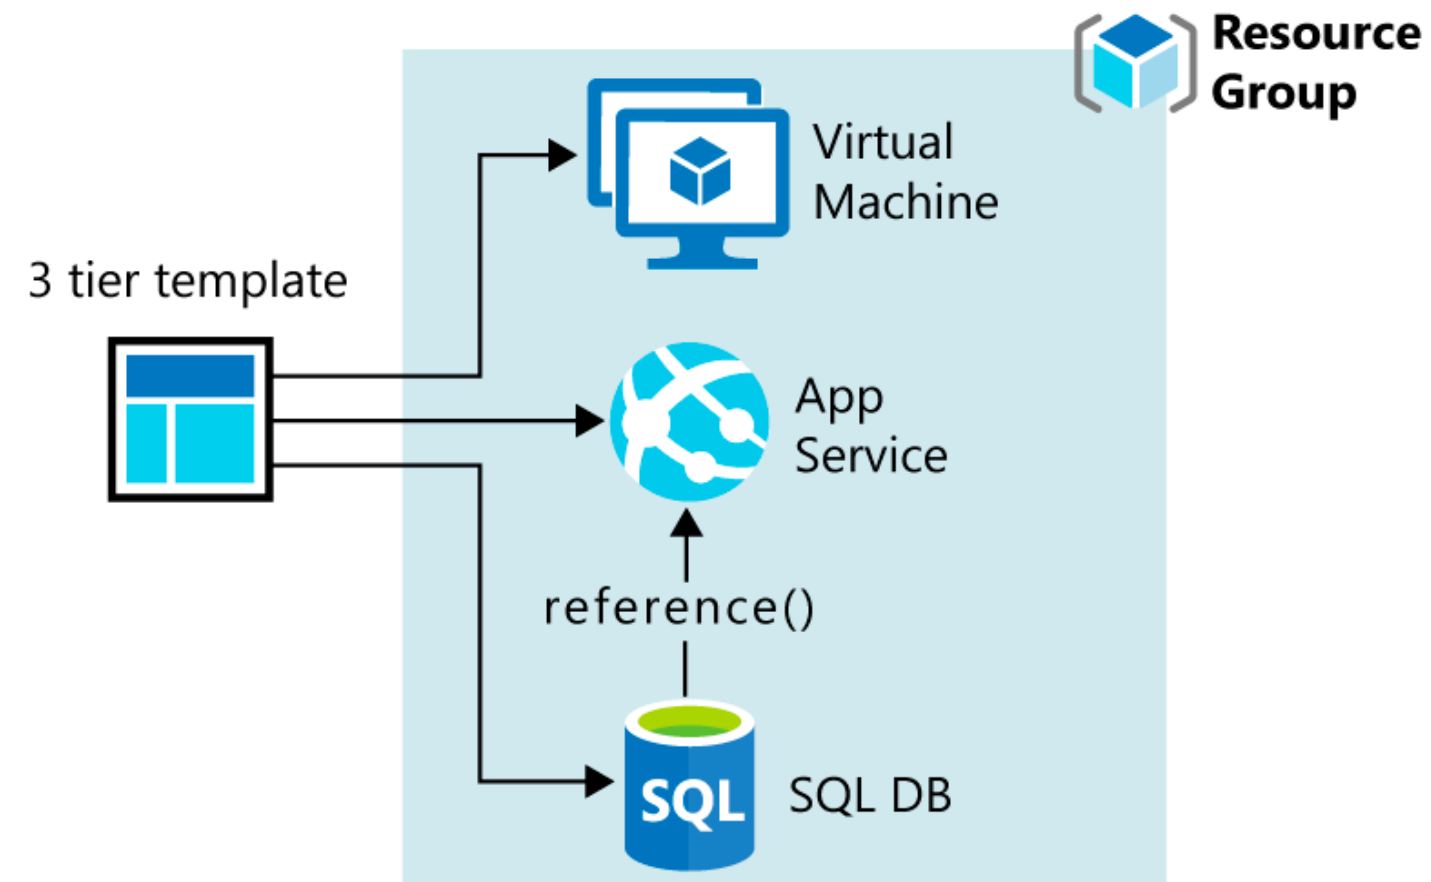 Resource
Group
Virtual
Machine
3 tier template
App
Service
reference()
SQL
SQL DB